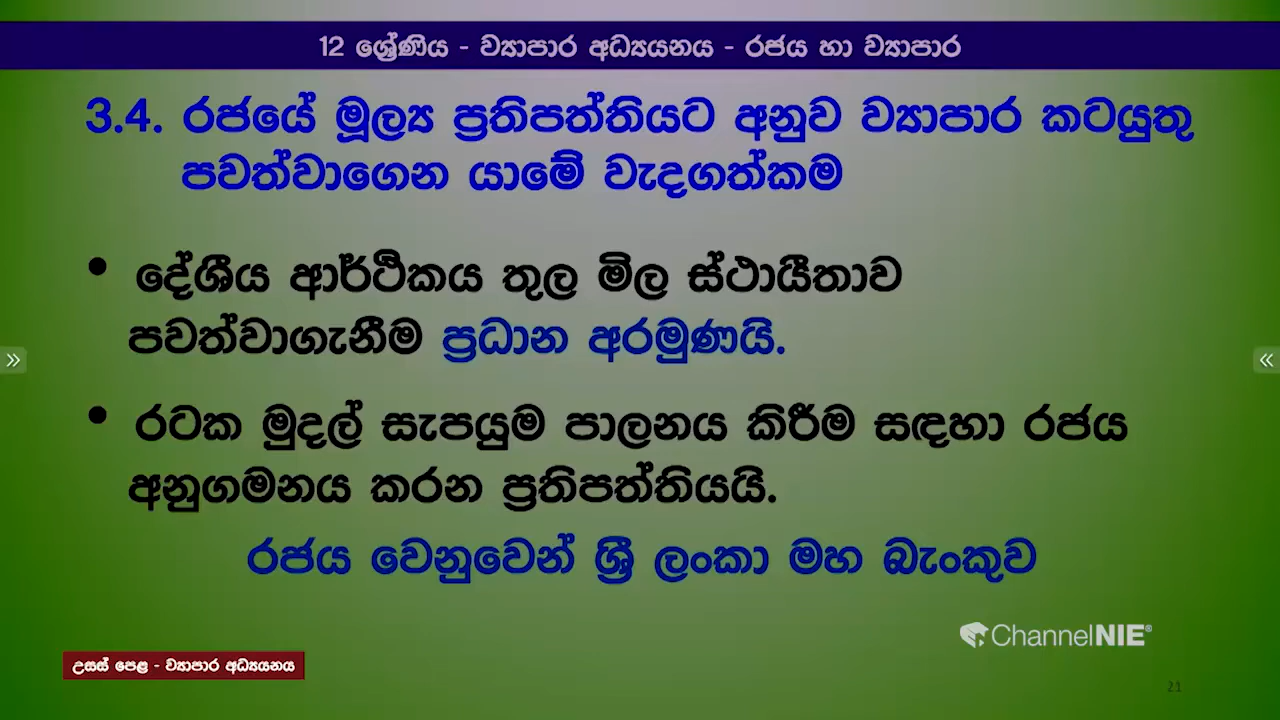 12 ශ්‍රේණිය - ව්‍යාපාර අධ්‍යයනය - රජය හා ව්‍යාපාර
3.4. රජයේ මූල්‍ය ප්‍රතිපත්තියට අනුව ව්‍යාපාර කටයුතු
පවත්වාගෙන යාමේ වැදගත්කම
• දේශීය ආර්ථිකය තුල මිල ස්ථායීතාව
පවත්වාගැනීම ප්‍රධාන අරමුණයි.
• රටක මුදල් සැපයුම පාලනය කිරීම සඳහා රජය
අනුගමනය කරන ප්‍රතිපත්තියයි.
රජය වෙනුවෙන් ශ්‍රී ලංකා මහ බැංකුව
ChannelNIE®
උසස් පෙළ - ව්‍යාපාර අධ්‍යයනය
21